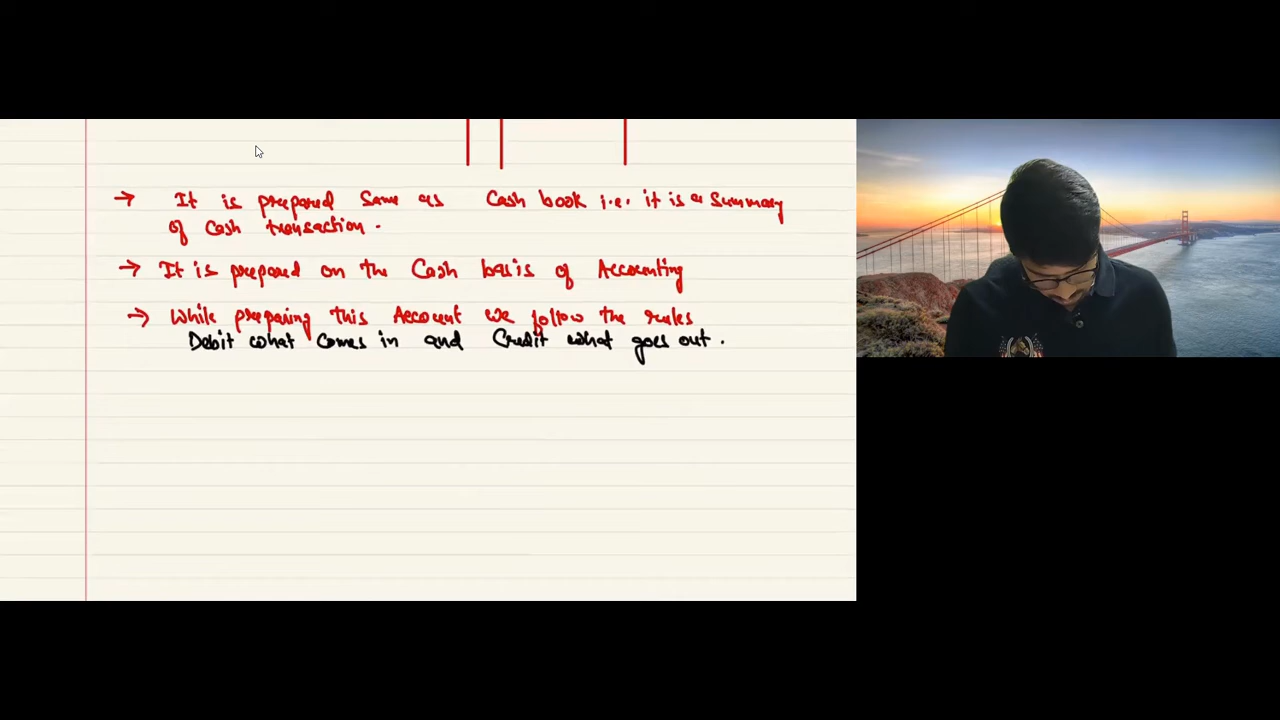 → It is prepared Same as Cash book i.e. it is a Summary
of Cash transaction.
→ It is prepared on the Cash basis of Accounting
→ While preparing this Account we follow the rules
Debit what comes in and Credit what goes out.